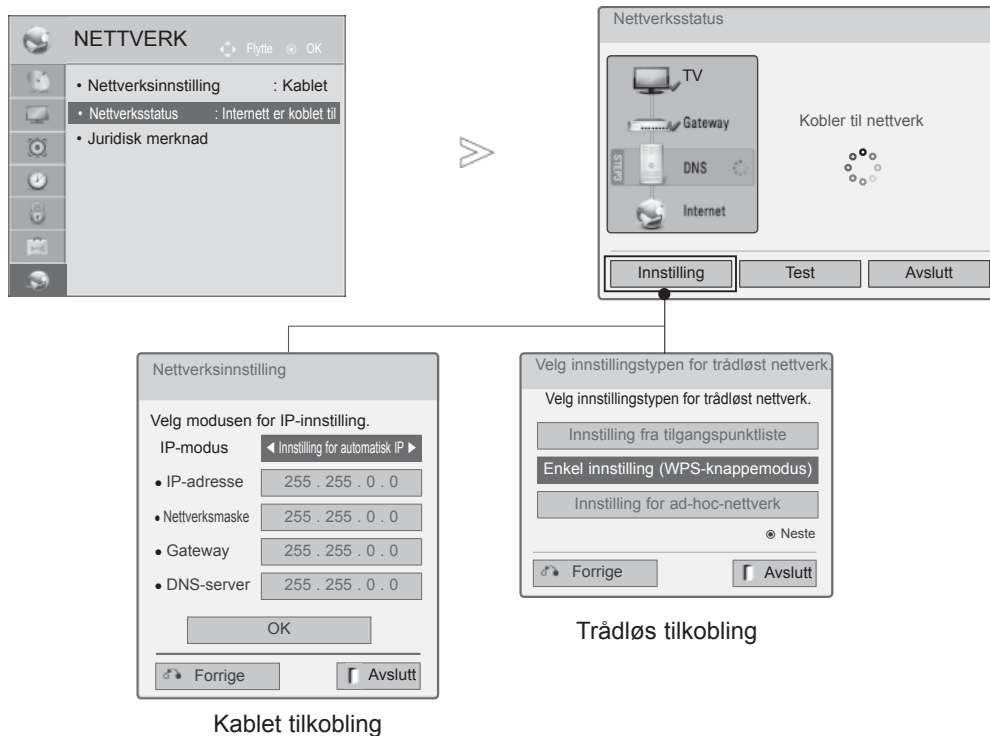 NETTVERK
Flytte OK
• Nettverksinnstilling : Kablet
• Nettverksstatus : Internett er koblet til
• Juridisk merknad
Nettverksstatus
TV
Gateway
STEP3
DNS
Internet
Kobler til nettverk
Innstilling Test Avslutt
Nettverksinnstilling
Velg modusen for IP-innstilling.
IP-modus ◀ Innstilling for automatisk IP ▶
• IP-adresse 255 . 255 . 0 . 0
• Nettverksmaske 255 . 255 . 0 . 0
• Gateway 255 . 255 . 0 . 0
• DNS-server 255 . 255 . 0 . 0
OK
Forrige Avslutt
Kablet tilkobling
Velg innstillingstypen for trådløst nettverk.
Velg innstillingstypen for trådløst nettverk.
Innstilling fra tilgangspunktliste
Enkel innstilling (WPS-knappemodus)
Innstilling for ad-hoc-nettverk
Neste
Forrige Avslutt
Trådløs tilkobling